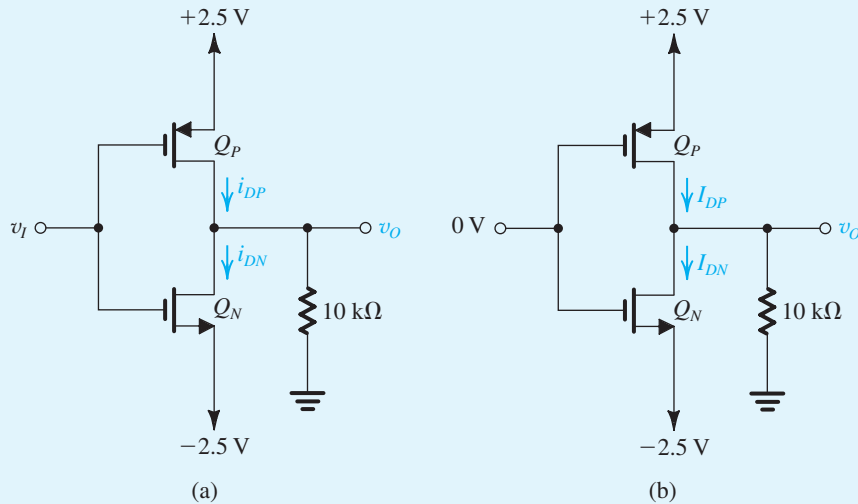 +2.5 V
Q_P
i_DP
v_I
v_O
i_DN
Q_N
10 kΩ
−2.5 V
(a)
+2.5 V
Q_P
I_DP
0 V
v_O
I_DN
Q_N
10 kΩ
−2.5 V
(b)